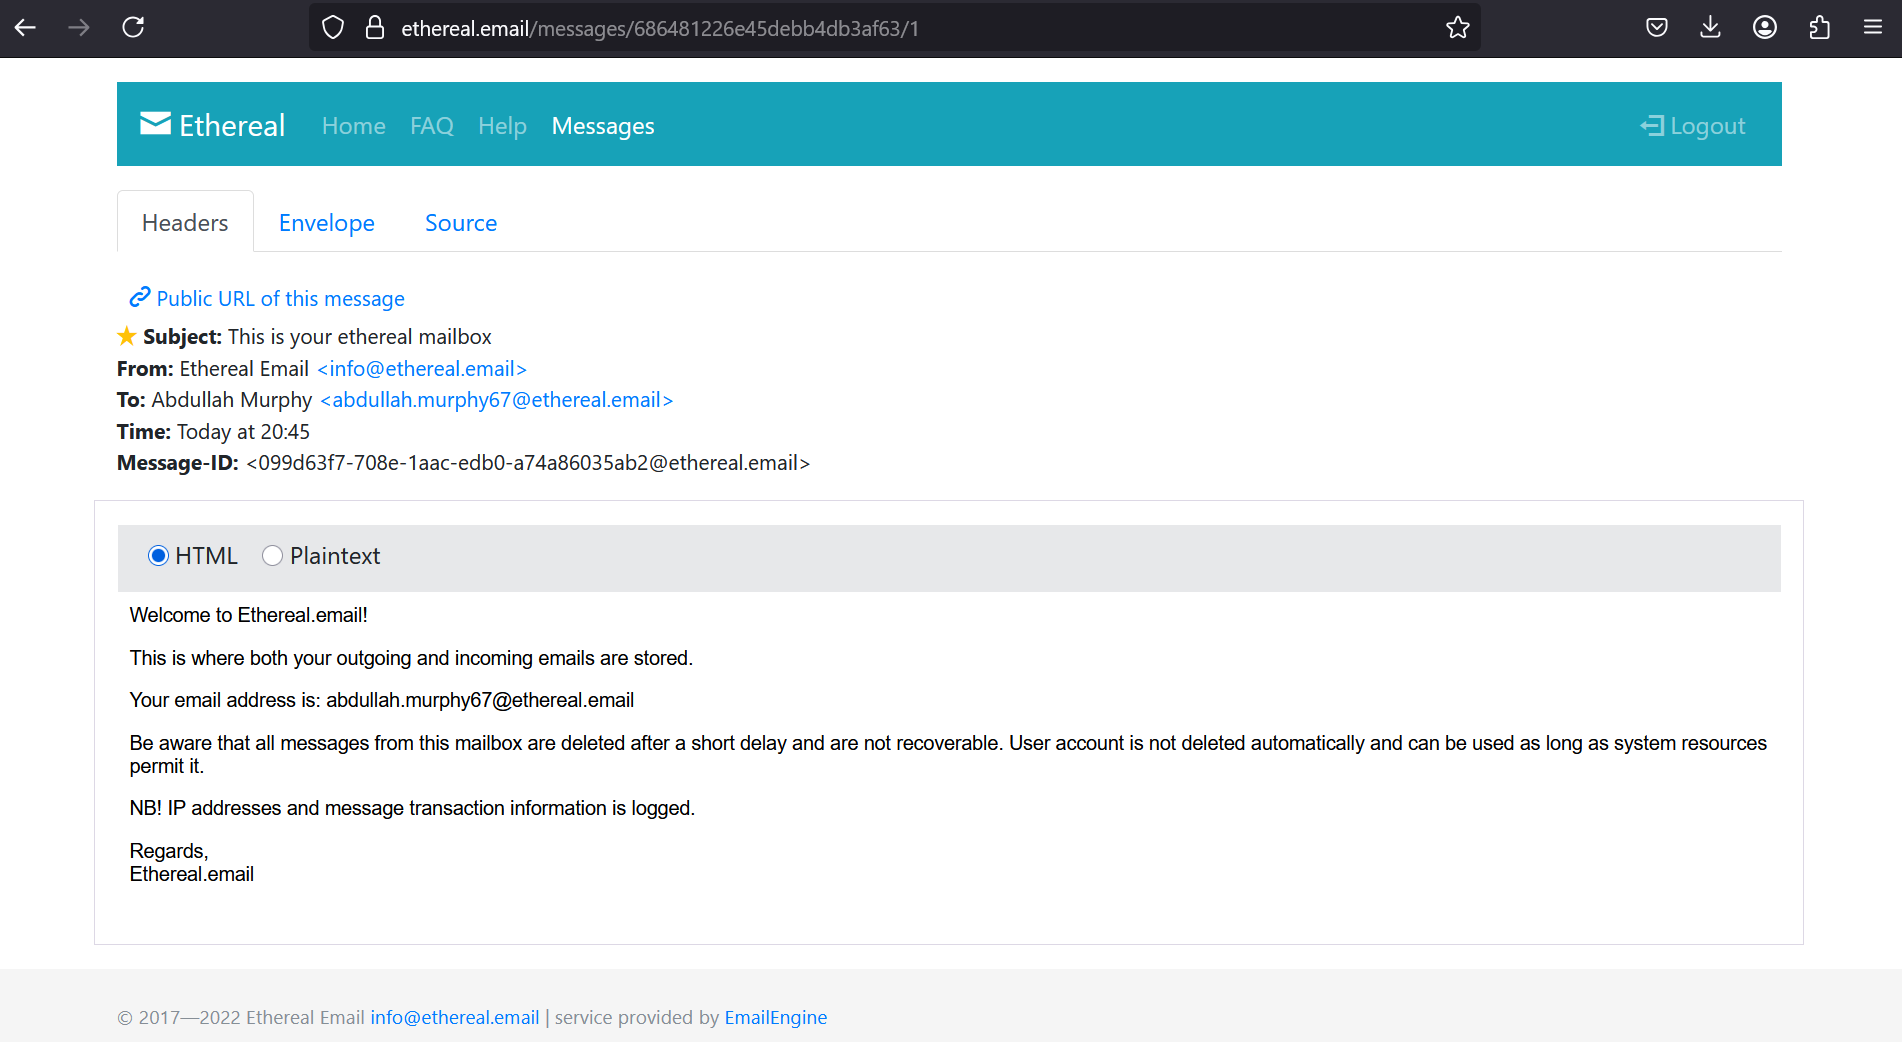 ethereal.email/messages/686481226e45debb4db3af63/1
Ethereal Home FAQ Help Messages Logout
Headers Envelope Source
Public URL of this message
Subject: This is your ethereal mailbox
From: Ethereal Email <info@ethereal.email>
To: Abdullah Murphy <abdullah.murphy67@ethereal.email>
Time: Today at 20:45
Message-ID: <099d63f7-708e-1aac-edb0-a74a86035ab2@ethereal.email>
HTML Plaintext
Welcome to Ethereal.email!
This is where both your outgoing and incoming emails are stored.
Your email address is: abdullah.murphy67@ethereal.email
Be aware that all messages from this mailbox are deleted after a short delay and are not recoverable. User account is not deleted automatically and can be used as long as system resources
permit it.
NB! IP addresses and message transaction information is logged.
Regards,
Ethereal.email
© 2017—2022 Ethereal Email info@ethereal.email | service provided by EmailEngine